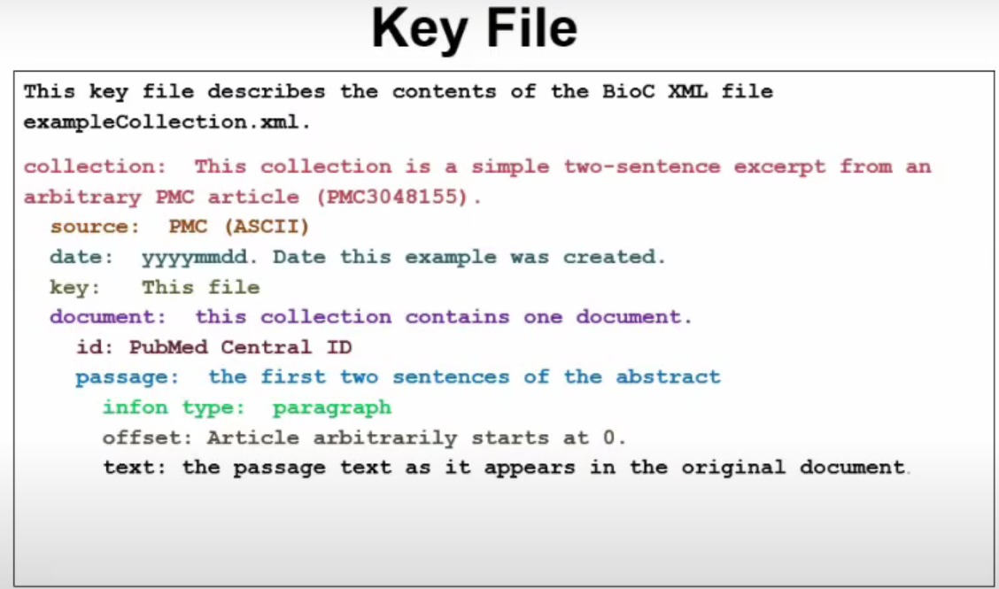 Key File
This key file describes the contents of the BioC XML file
exampleCollection.xml.
collection:  This collection is a simple two-sentence excerpt from an
arbitrary PMC article (PMC3048155).
source:  PMC (ASCII)
date:  yyyymmdd. Date this example was created.
key:   This file
document:  this collection contains one document.
id: PubMed Central ID
passage:  the first two sentences of the abstract
infon type:  paragraph
offset: Article arbitrarily starts at 0.
text: the passage text as it appears in the original document.